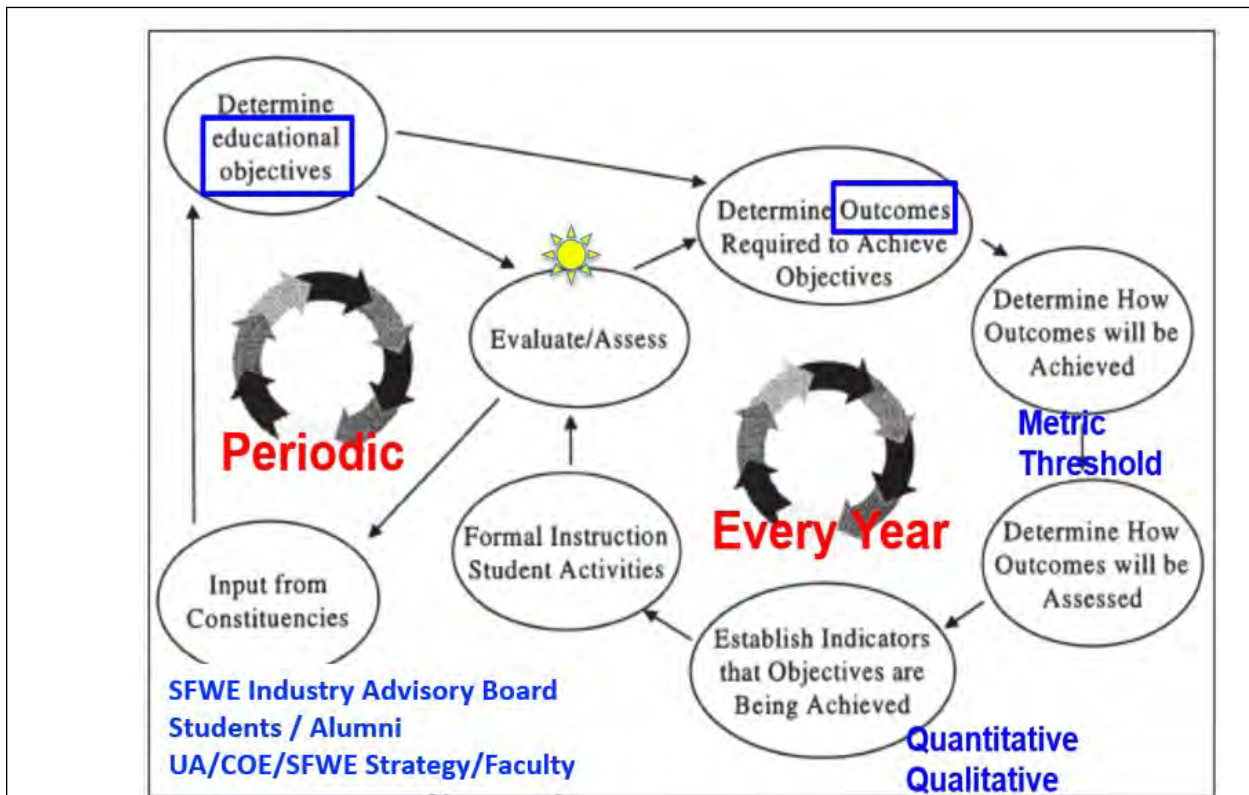 Determine
educational
objectives
Determine Outcomes
Required to Achieve
Objectives
Evaluate/Assess
Determine How
Outcomes will be
Achieved
Periodic
Metric
Threshold
Every Year
Formal Instruction
Student Activities
Determine How
Outcomes will be
Assessed
Input from
Constituencies
Establish Indicators
that Objectives are
Being Achieved
SFWE Industry Advisory Board
Students / Alumni
UA/COE/SFWE Strategy/Faculty
Quantitative
Qualitative